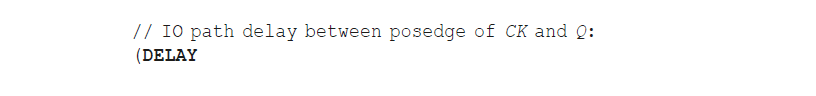 // IO path delay between posedge of CK and Q:
(DELAY